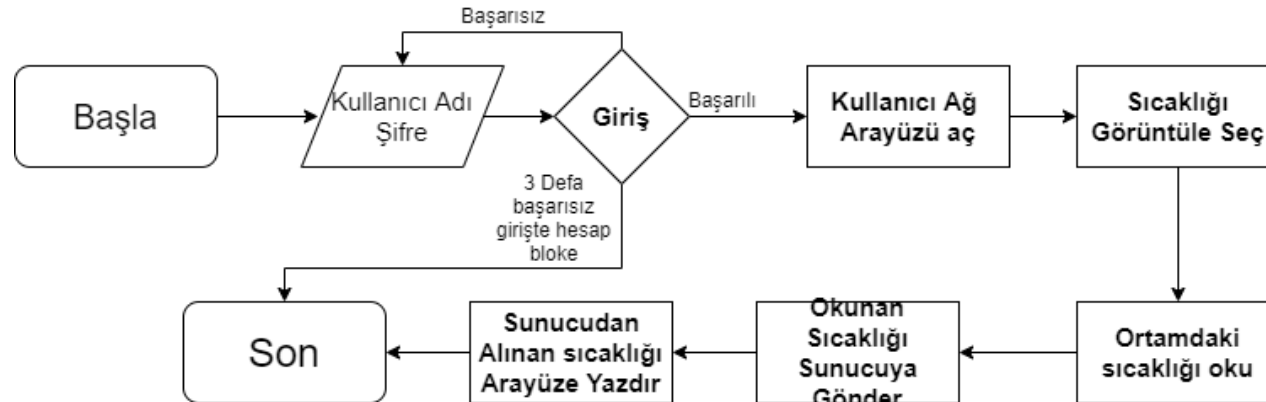 Başarısız
Başla
Kullanıcı Adı
Şifre
Giriş
Başarılı
Kullanıcı Ağ
Arayüzü aç
Sıcaklığı
Görüntüle Seç
3 Defa
başarısız
girişte hesap
bloke
Son
Sunucudan
Alınan sıcaklığı
Arayüze Yazdır
Okunan
Sıcaklığı
Sunucuya
Gönder
Ortamdaki
sıcaklığı oku